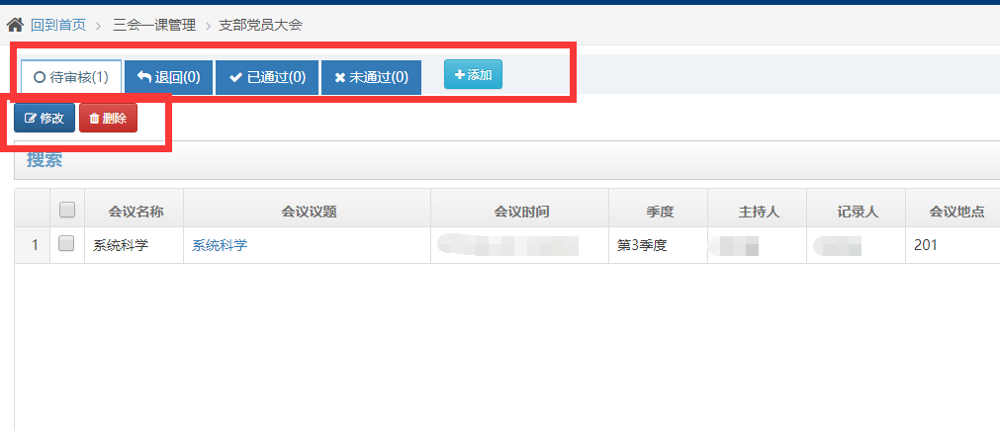 回到首页 > 三会一课管理 > 支部党员大会
待审核(1) 退回(0) 已通过(0) 未通过(0) 添加
修改 删除
搜索
会议名称 会议议题 会议时间 季度 主持人 记录人 会议地点
1 系统科学 系统科学 第3季度 201